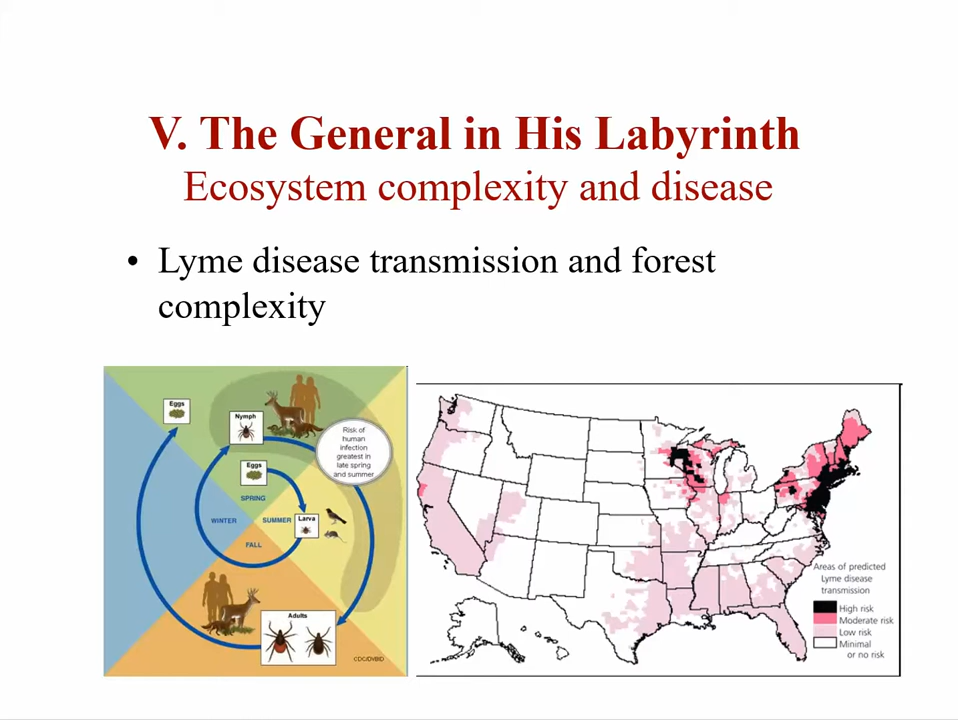 V. The General in His Labyrinth
Ecosystem complexity and disease
• Lyme disease transmission and forest
complexity
Eggs
Nymph
Risk of
human
infection
greatest in
late spring
and summer
Eggs
SPRING
WINTER
SUMMER
Larva
FALL
Adults
CDC/DVBID
Areas of predicted
Lyme disease
transmission
High risk
Moderate risk
Low risk
Minimal
or no risk